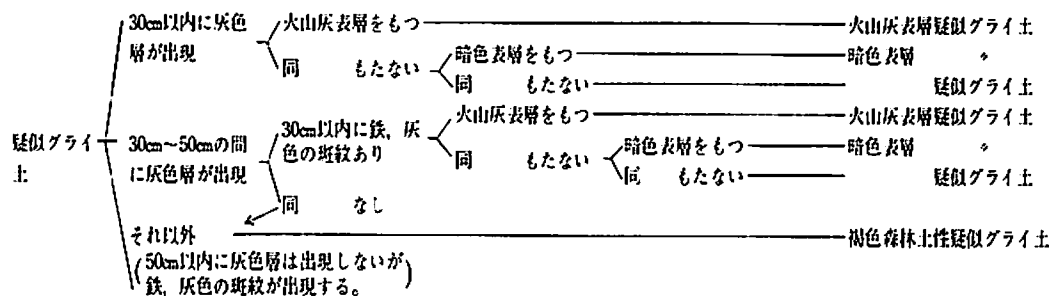 30cm以内に灰色 火山灰表層をもつ 火山灰表層疑似グライ土
層が出現 暗色表層をもつ 暗色表層 〃
同 もたない
同 もたない 疑似グライ土
火山灰表層をもつ 火山灰表層疑似グライ土
30cm以内に鉄, 灰
疑似グライ 30cm~50cmの間 色の斑紋あり 暗色表層をもつ 暗色表層 〃
土 に灰色層が出現 同 もたない 同 もたない 疑似グライ土
同 なし
それ以外 褐色森林土性疑似グライ土
(50cm以内に灰色層は出現しないが
鉄, 灰色の斑紋が出現する。)